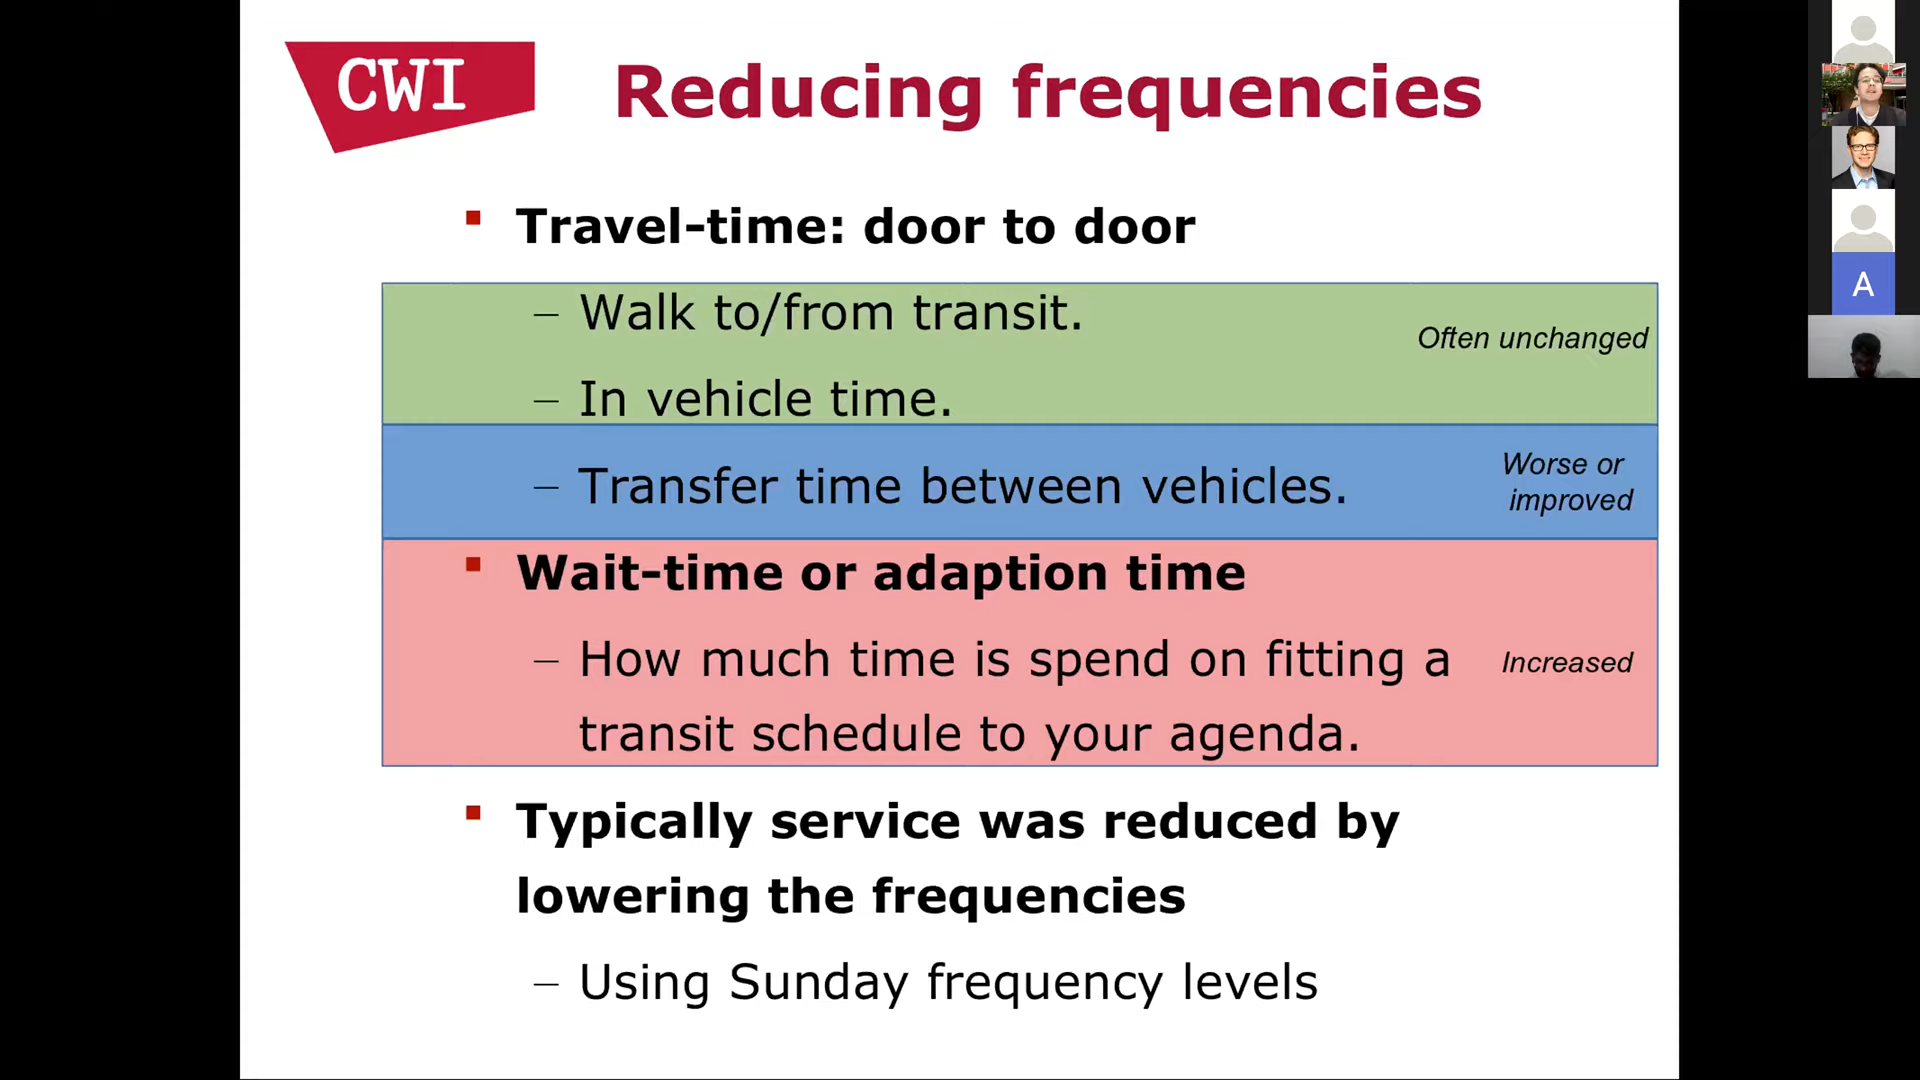 CWI
Reducing frequencies
▪ Travel-time: door to door
– Walk to/from transit.
Often unchanged
– In vehicle time.
– Transfer time between vehicles.
Worse or
improved
▪ Wait-time or adaption time
– How much time is spend on fitting a
transit schedule to your agenda.
Increased
▪ Typically service was reduced by
lowering the frequencies
– Using Sunday frequency levels
A